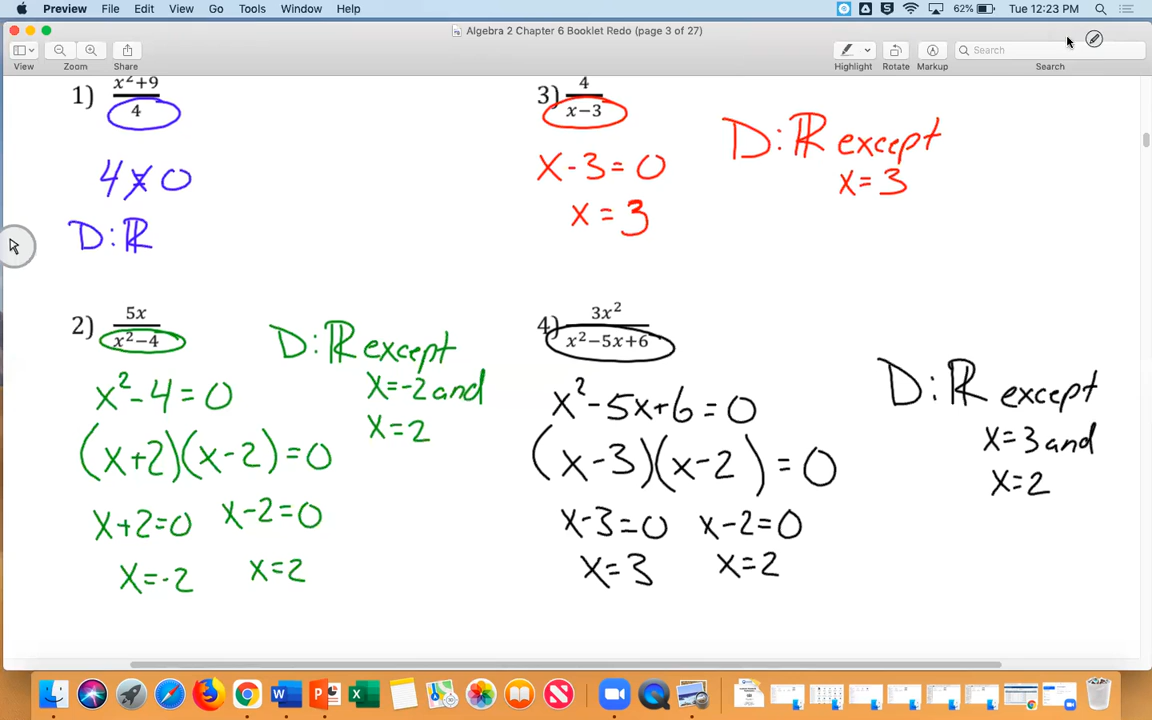 Preview File Edit View Go Tools Window Help 62% Tue 12:23 PM
Algebra 2 Chapter 6 Booklet Redo (page 3 of 27)
View Zoom Share Highlight Rotate Markup Search
Search
1) x²+9
4
4 ≠ 0
D: ℝ
3) 4
x−3
x-3=0
x=3
D: ℝ except
x=3
2) 5x
x²−4
x²-4=0
(x+2)(x-2)=0
x+2=0 x-2=0
x=-2 x=2
D: ℝ except
x=-2 and
x=2
4) 3x²
x²−5x+6
x²-5x+6=0
(x-3)(x-2)=0
x-3=0 x-2=0
x=3 x=2
D: ℝ except
x=3 and
x=2